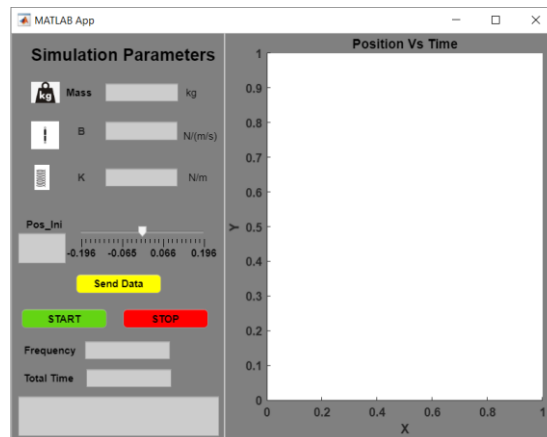 MATLAB App
Simulation Parameters
kg Mass kg
B N/(m/s)
K N/m
Pos_Ini
-0.196 -0.065 0.066 0.196
Send Data
START STOP
Frequency
Total Time
Position Vs Time
1
0.9
0.8
0.7
0.6
0.5
0.4
0.3
0.2
0.1
0
Y
0 0.2 0.4 0.6 0.8 1
X